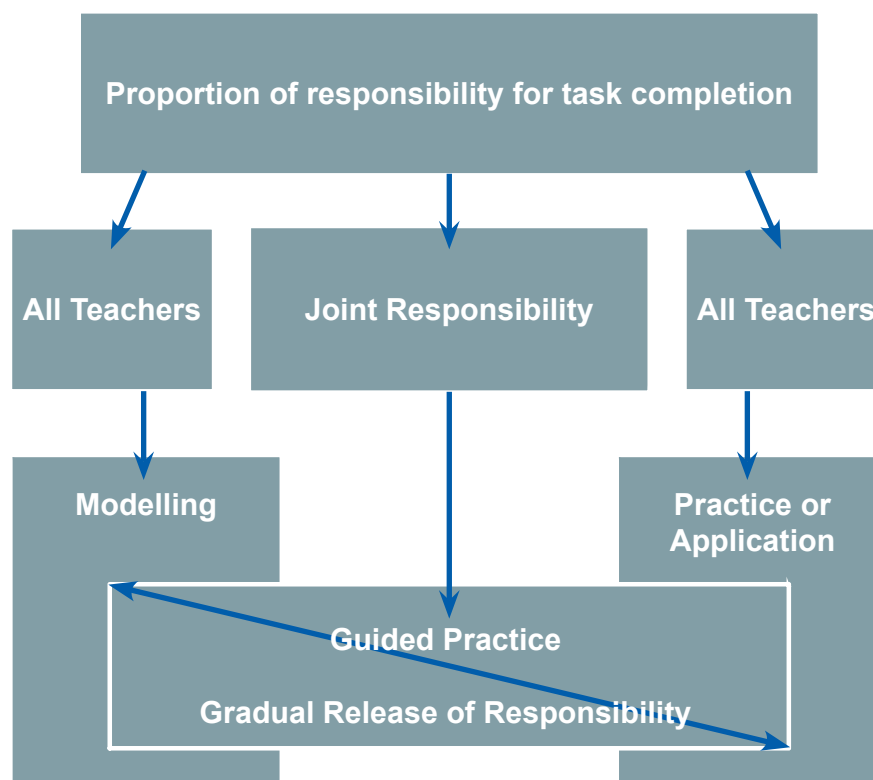 Proportion of responsibility for task completion
All Teachers
Joint Responsibility
All Teachers
Modelling
Practice or
Application
Guided Practice
Gradual Release of Responsibility